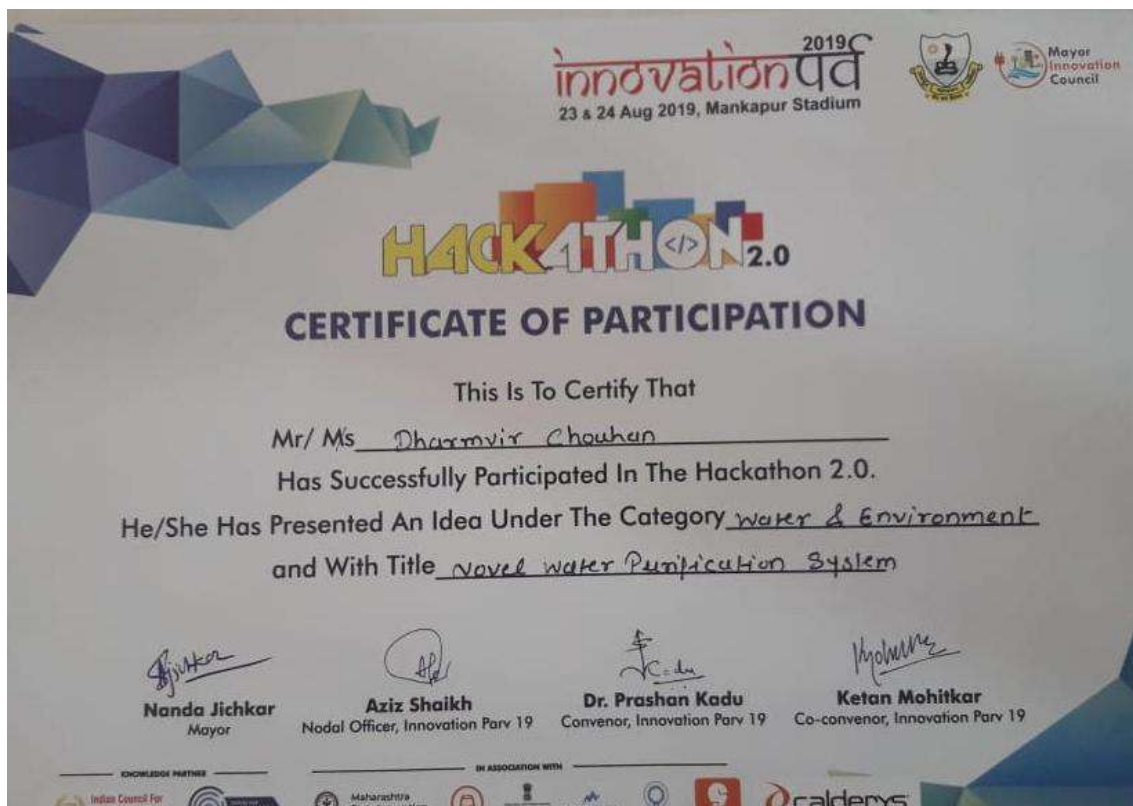 2019
innovation पर्व
23 & 24 Aug 2019, Mankapur Stadium
Mayor
Innovation
Council
HACKATHON 2.0
CERTIFICATE OF PARTICIPATION
This Is To Certify That
Mr/ Ms Dharmvir Chouhan
Has Successfully Participated In The Hackathon 2.0.
He/She Has Presented An Idea Under The Category Water & Environment
and With Title Novel Water Purification System
Nanda Jichkar
Mayor
Aziz Shaikh
Nodal Officer, Innovation Parv 19
Dr. Prashan Kadu
Convenor, Innovation Parv 19
Ketan Mohitkar
Co-convenor, Innovation Parv 19
KNOWLEDGE PARTNER
IN ASSOCIATION WITH
Indian Council For
Maharashtra
calderys